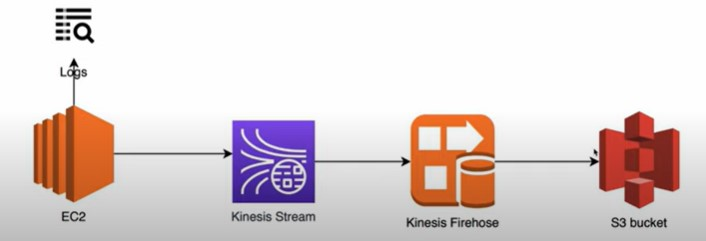 Logs
EC2
Kinesis Stream
Kinesis Firehose
S3 bucket